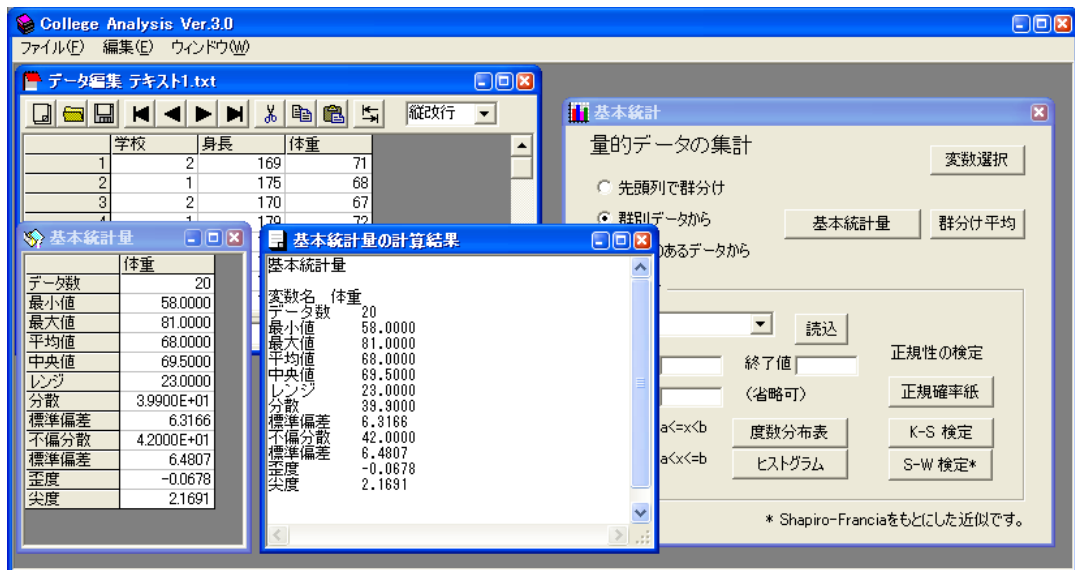 College Analysis Ver.3.0
ファイル(F) 編集(E) ウィンドウ(W)
データ編集 テキスト1.txt
縦改行
学校 身長 体重
1 2 169 71
2 1 175 68
3 2 170 67
4 1 179 72
基本統計量
体重
データ数 20
最小値 58.0000
最大値 81.0000
平均値 68.0000
中央値 69.5000
レンジ 23.0000
分散 3.9900E+01
標準偏差 6.3166
不偏分散 4.2000E+01
標準偏差 6.4807
歪度 -0.0678
尖度 2.1691
基本統計量の計算結果
基本統計量
変数名 体重
データ数 20
最小値 58.0000
最大値 81.0000
平均値 68.0000
中央値 69.5000
レンジ 23.0000
分散 39.9000
標準偏差 6.3166
不偏分散 42.0000
標準偏差 6.4807
歪度 -0.0678
尖度 2.1691
基本統計
量的データの集計
変数選択
先頭列で群分け
群別データから
基本統計量 群分け平均
のあるデータから
読込
終了値
正規性の検定
(省略可)
正規確率紙
a<=x<b
度数分布表
K-S 検定
a<x<=b
ヒストグラム
S-W 検定*
* Shapiro-Franciaをもとにした近似です。